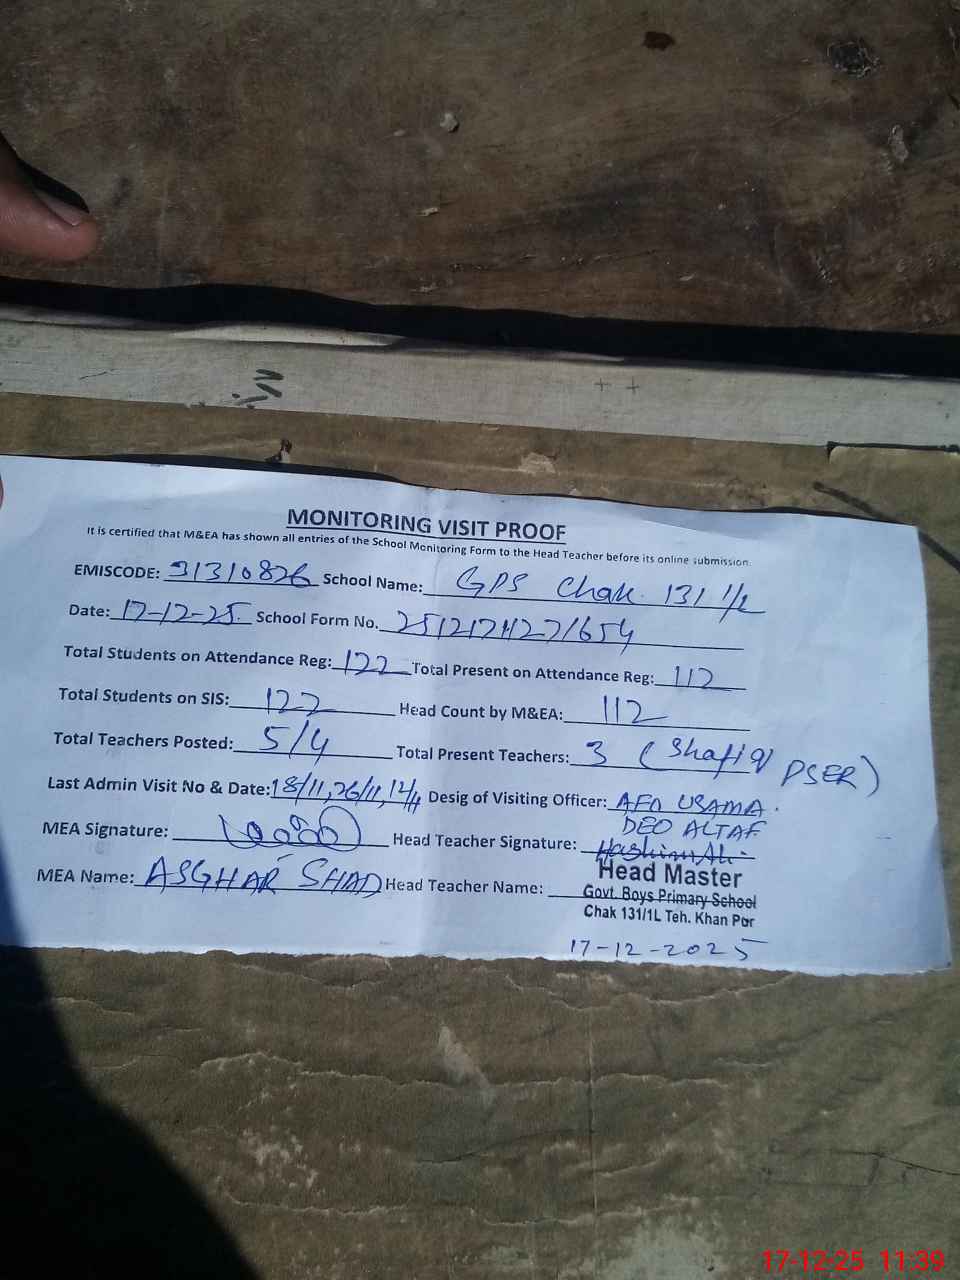 MONITORING VISIT PROOF
It is certified that M&EA has shown all entries of the School Monitoring Form to the Head Teacher before its online submission.
EMISCODE: 31310826 School Name: GPS Chak. 131 1/L
Date: 17-12-25. School Form No.
Total Students on Attendance Reg: 122 Total Present on Attendance Reg: 112
Total Students on SIS: 122 Head Count by M&EA: 112
Total Teachers Posted: 5/4 Total Present Teachers: 3 (Shafiq PSER)
Last Admin Visit No & Date: 18/11, 26/11, Desig of Visiting Officer: AEO USAMA.
DEO ALTAF
MEA Signature: Head Teacher Signature: Hashim Ali
MEA Name: ASGHAR SHAD Head Teacher Name:
Head Master
Govt. Boys Primary School
Chak 131/1L Teh. Khan Pur
17-12-2025
17-12-25 11:39